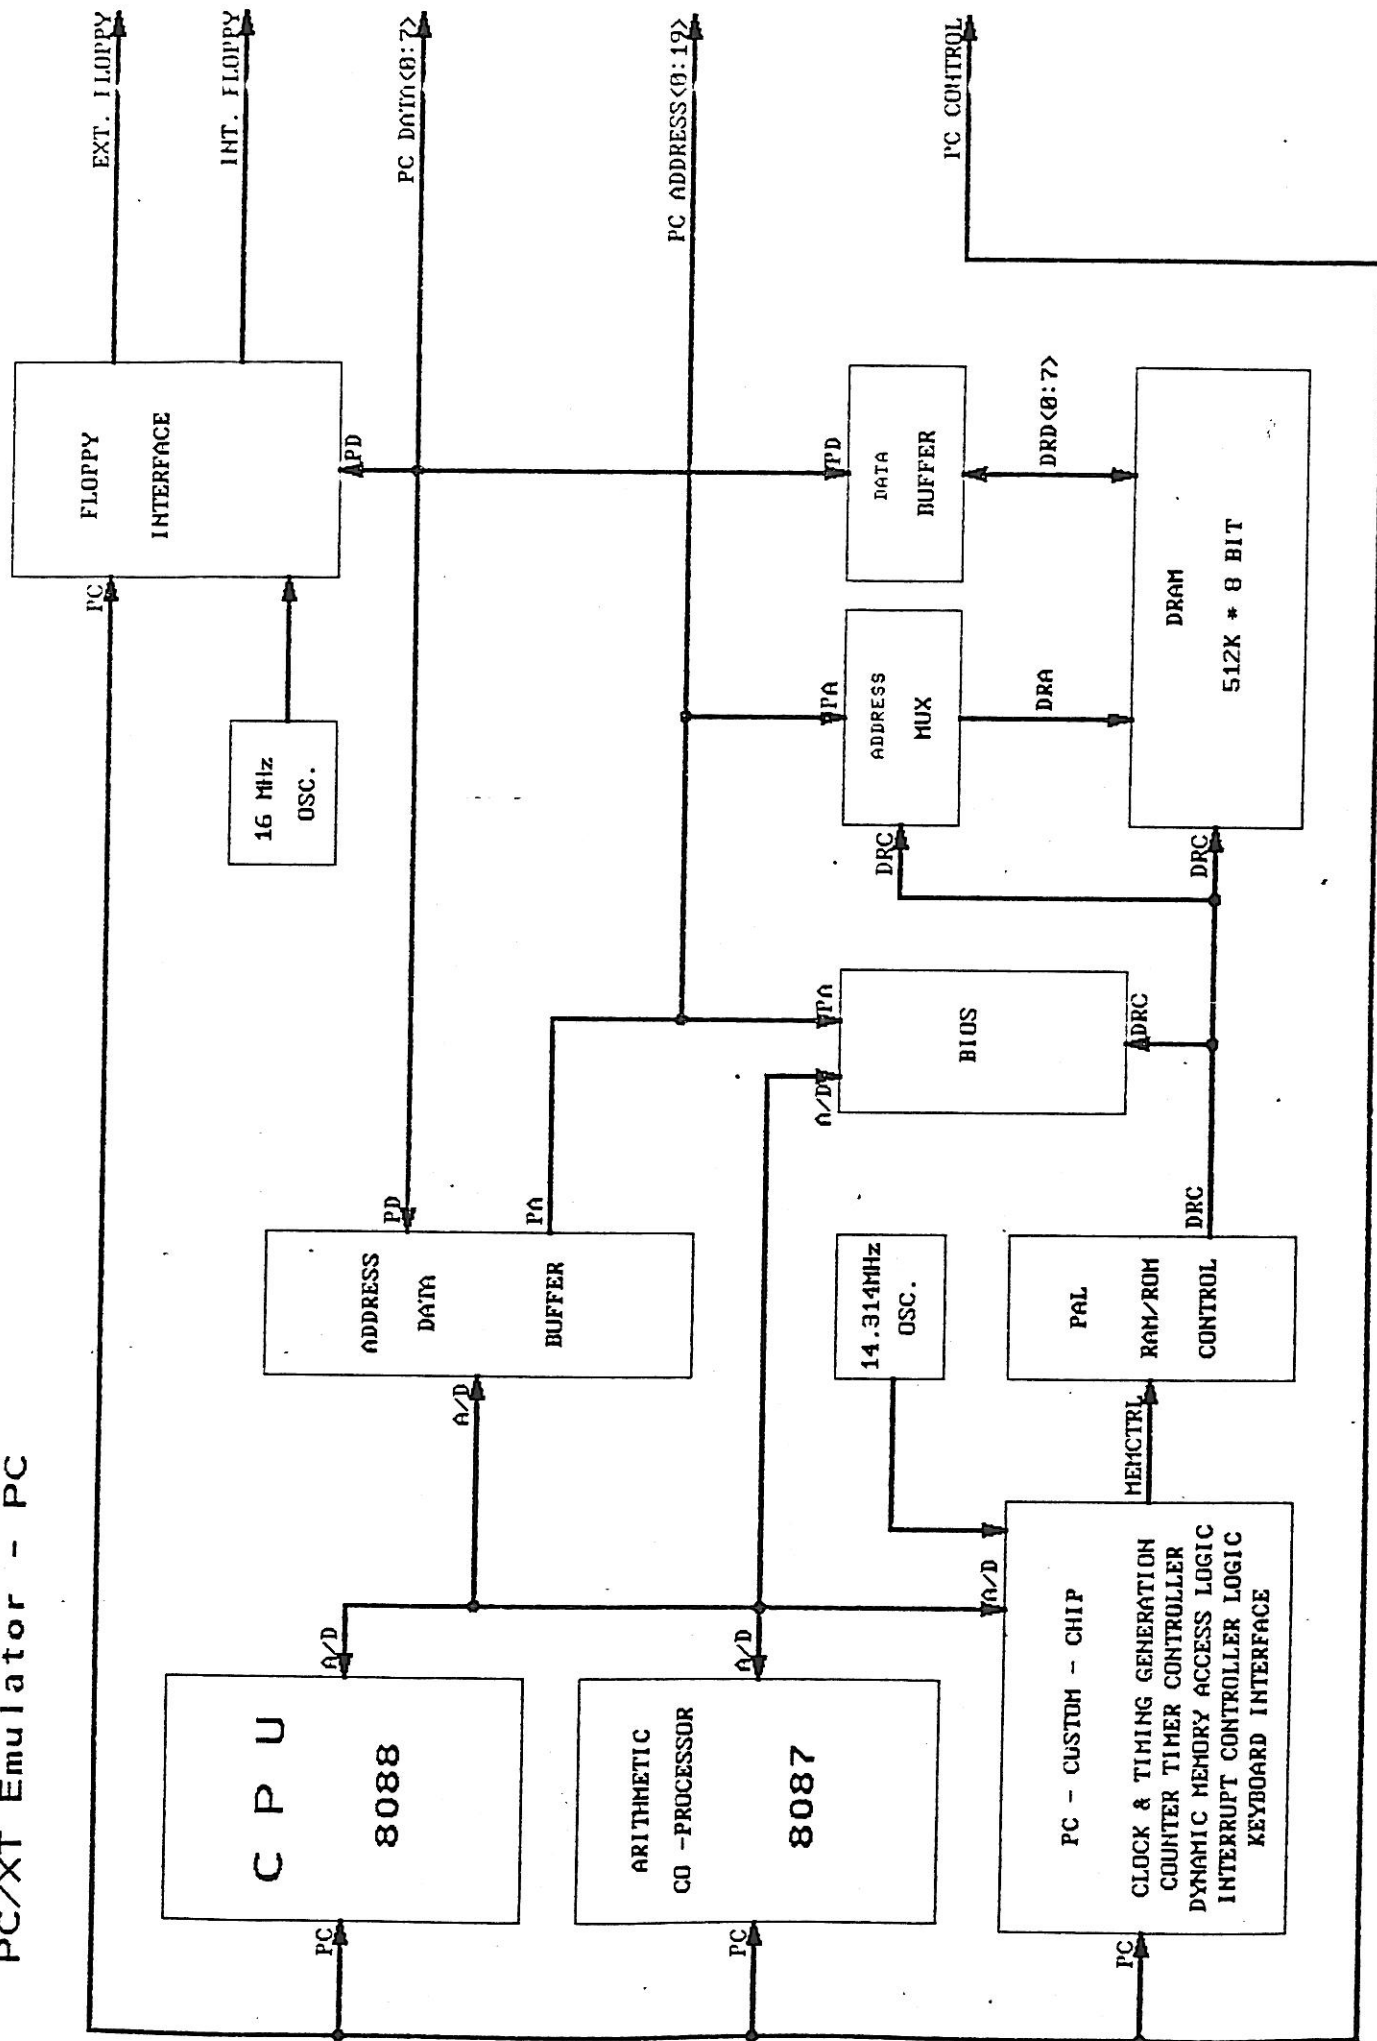 PC/XT Emulator - PC
C P U
8088
PC
A/D
ARITHMETIC
CO -PROCESSOR
8087
PC
A/D
PC - CUSTOM - CHIP
CLOCK & TIMING GENERATION
COUNTER TIMER CONTROLLER
DYNAMIC MEMORY ACCESS LOGIC
INTERRUPT CONTROLLER LOGIC
KEYBOARD INTERFACE
PC
A/D
MEMCTRL
ADDRESS
DATA
BUFFER
A/D
PD
PA
14.314MHz
OSC.
PAL
RAM/ROM
CONTROL
DRC
BIOS
A/D
PA
DRC
16 MHz
OSC.
FLOPPY
INTERFACE
PC
PD
ADDRESS
MUX
PA
DRC
DRA
DATA
BUFFER
PD
DRD<0:7>
DRAM
512K * 8 BIT
DRC
EXT. FLOPPY
INT. FLOPPY
PC DATA<0:7>
PC ADDRESS<0:19>
PC CONTROL